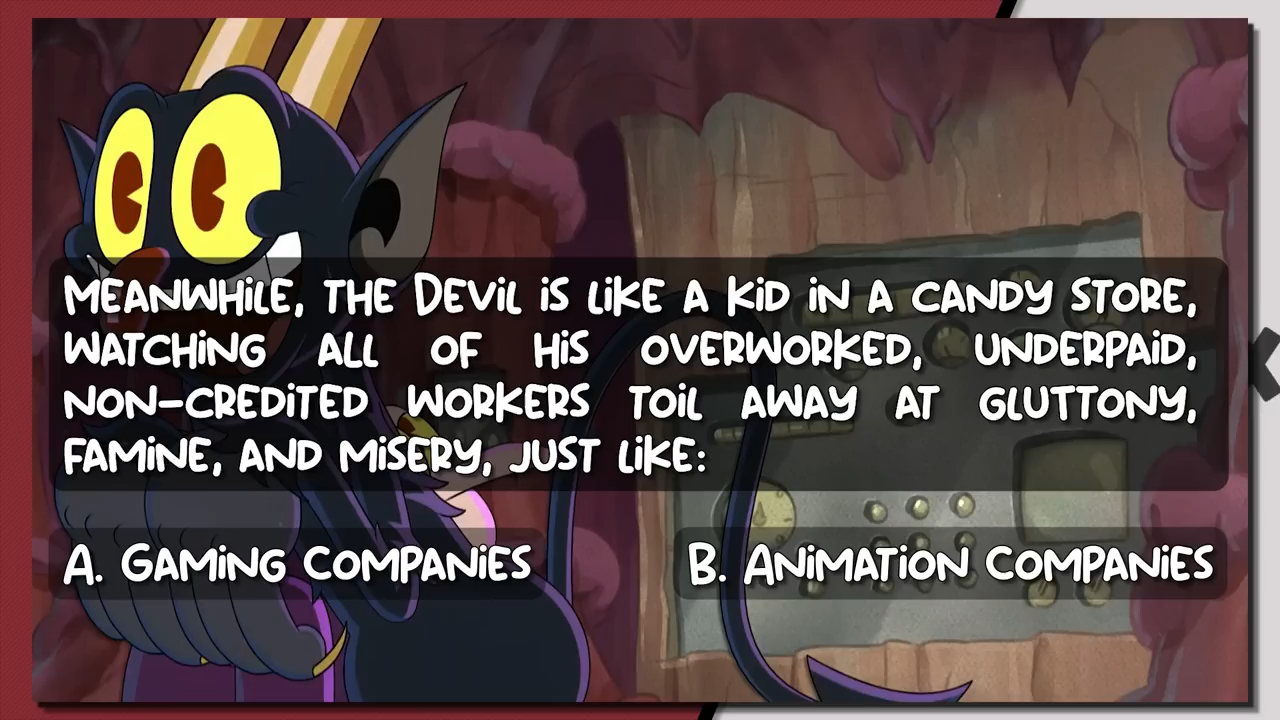 Meanwhile, the Devil is like a kid in a candy store,
watching all of his overworked, underpaid,
non-credited workers toil away at gluttony,
famine, and misery, just like:
A. Gaming Companies
B. Animation Companies